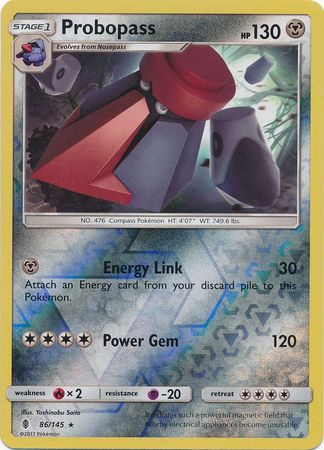 STAGE1
Probopass
HP 130
Evolves from Nosepass
NO. 476 Compass Pokémon HT: 4'07" WT: 749.6 lbs.
Energy Link 30
Attach an Energy card from your discard pile to this
Pokémon.
Power Gem 120
weakness ×2 resistance -20 retreat
Illus. Yoshinobu Saito
It radiates such a powerful magnetic field that
nearby electrical appliances become unusable.
86/145 ★
©2017 Pokémon